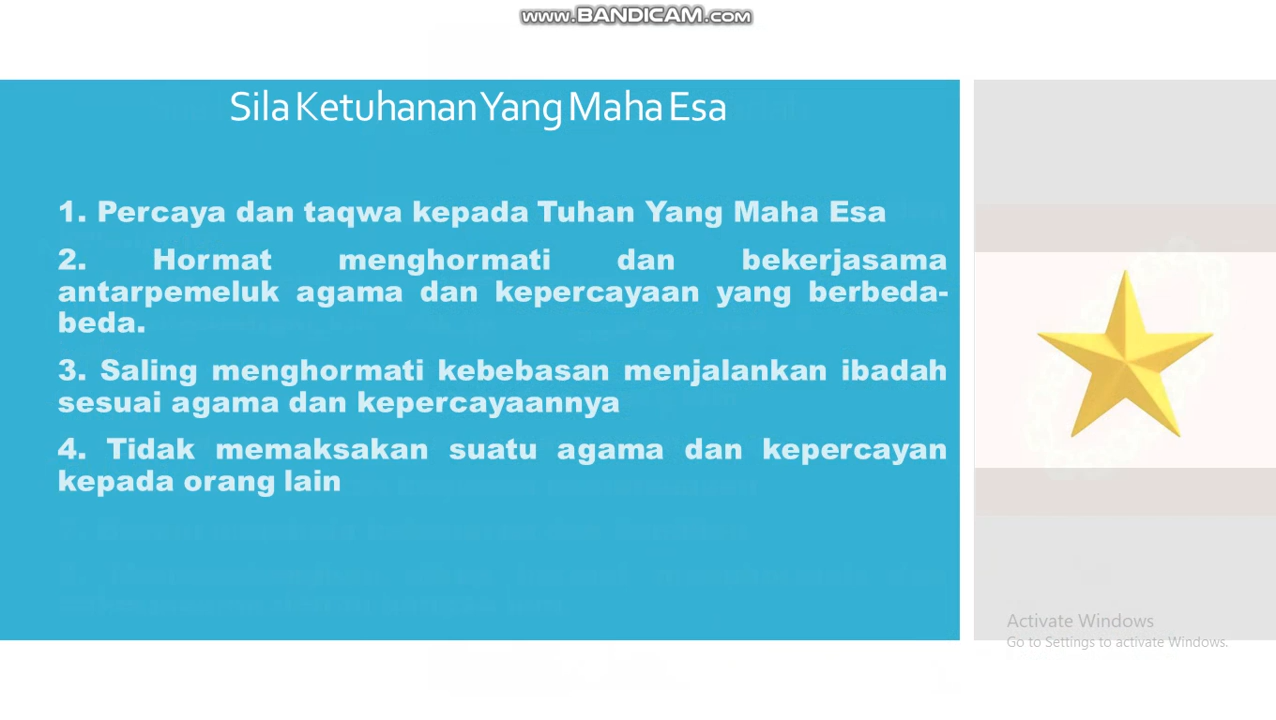 www.BANDICAM.com
Sila Ketuhanan Yang Maha Esa
1. Percaya dan taqwa kepada Tuhan Yang Maha Esa
2. Hormat menghormati dan bekerjasama
antarpemeluk agama dan kepercayaan yang berbeda-
beda.
3. Saling menghormati kebebasan menjalankan ibadah
sesuai agama dan kepercayaannya
4. Tidak memaksakan suatu agama dan kepercayan
kepada orang lain
Activate Windows
Go to Settings to activate Windows.